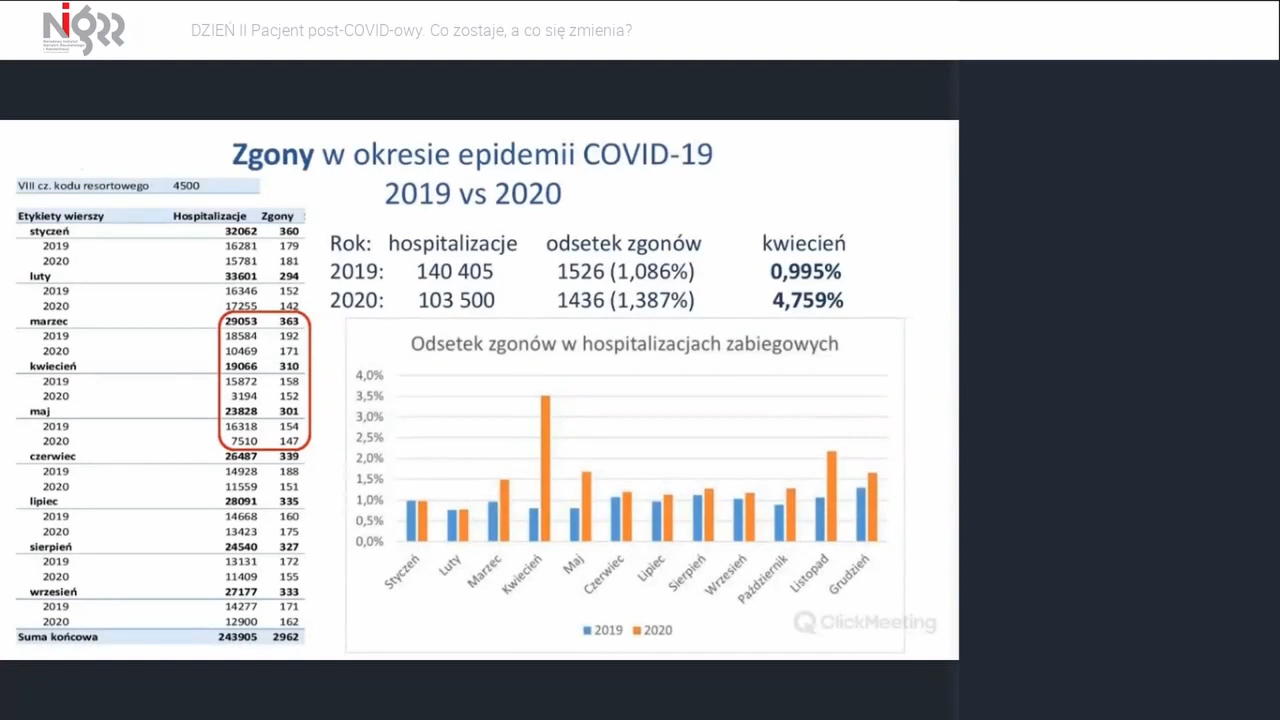 DZIEŃ II Pacjent post-COVID-owy. Co zostaje, a co się zmienia?
Zgony w okresie epidemii COVID-19
2019 vs 2020
VIII cz. kodu resortowego 4500
Etykiety wierszy Hospitalizacje Zgony
styczeń 32062 360
2019 16281 179
2020 15781 181
luty 33601 294
2019 16346 152
2020 17255 142
marzec 29053 363
2019 18584 192
2020 10469 171
kwiecień 19066 310
2019 15872 158
2020 3194 152
maj 23828 301
2019 16318 154
2020 7510 147
czerwiec 26487 339
2019 14928 188
2020 11559 151
lipiec 28091 335
2019 14668 160
2020 13423 175
sierpień 24540 327
2019 13131 172
2020 11409 155
wrzesień 27177 333
2019 14277 171
2020 12900 162
Suma końcowa 243905 2962
Rok: hospitalizacje odsetek zgonów kwiecień
2019: 140 405 1526 (1,086%) 0,995%
2020: 103 500 1436 (1,387%) 4,759%
Odsetek zgonów w hospitalizacjach zabiegowych
4,0%
3,5%
3,0%
2,5%
2,0%
1,5%
1,0%
0,5%
0,0%
Styczeń Luty Marzec Kwiecień Maj Czerwiec Lipiec Sierpień Wrzesień Październik Listopad Grudzień
2019 2020
ClickMeeting